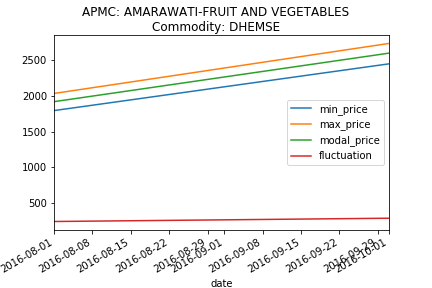 APMC: AMARAWATI-FRUIT AND VEGETABLES
Commodity: DHEMSE
2500
2000
1500
1000
500
min_price
max_price
modal_price
fluctuation
2016-08-01
2016-08-08
2016-08-15
2016-08-22
2016-08-29
2016-09-01
2016-09-08
2016-09-15
2016-09-22
2016-09-29
2016-10-01
date